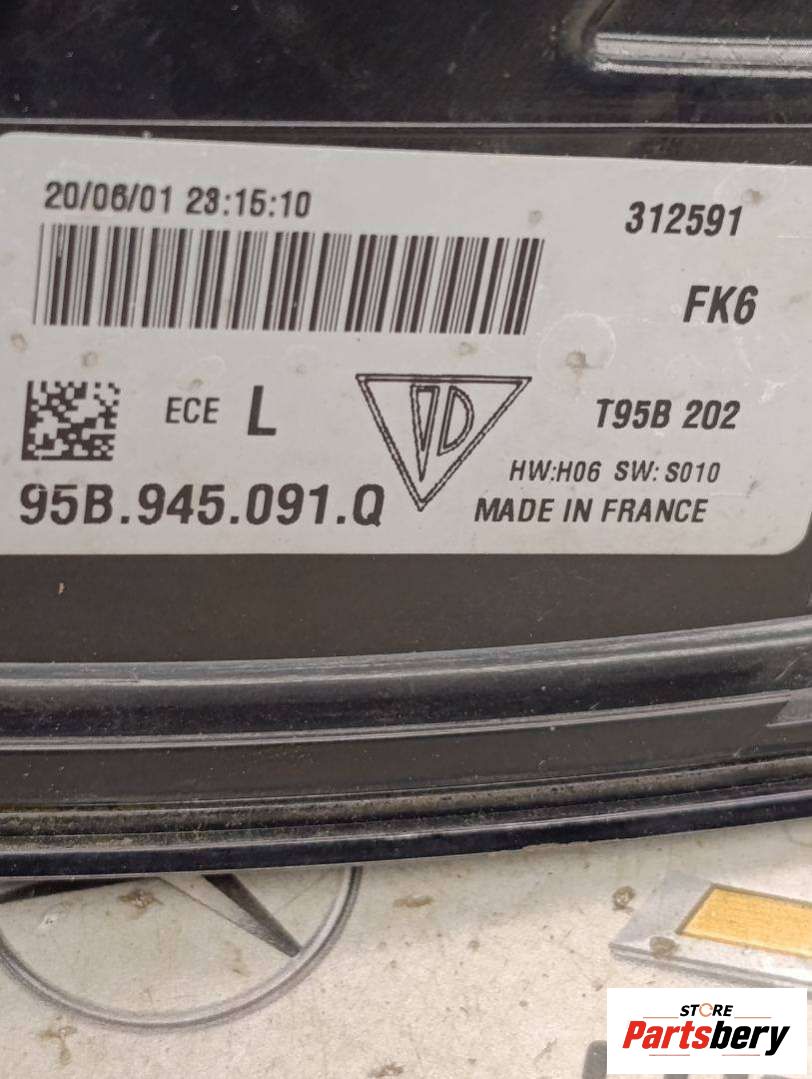 20/06/01 23:15:10
312591
FK6
ECE L
T95B 202
HW:H06 SW: S010
95B.945.091.Q
MADE IN FRANCE
STORE
Partsbery